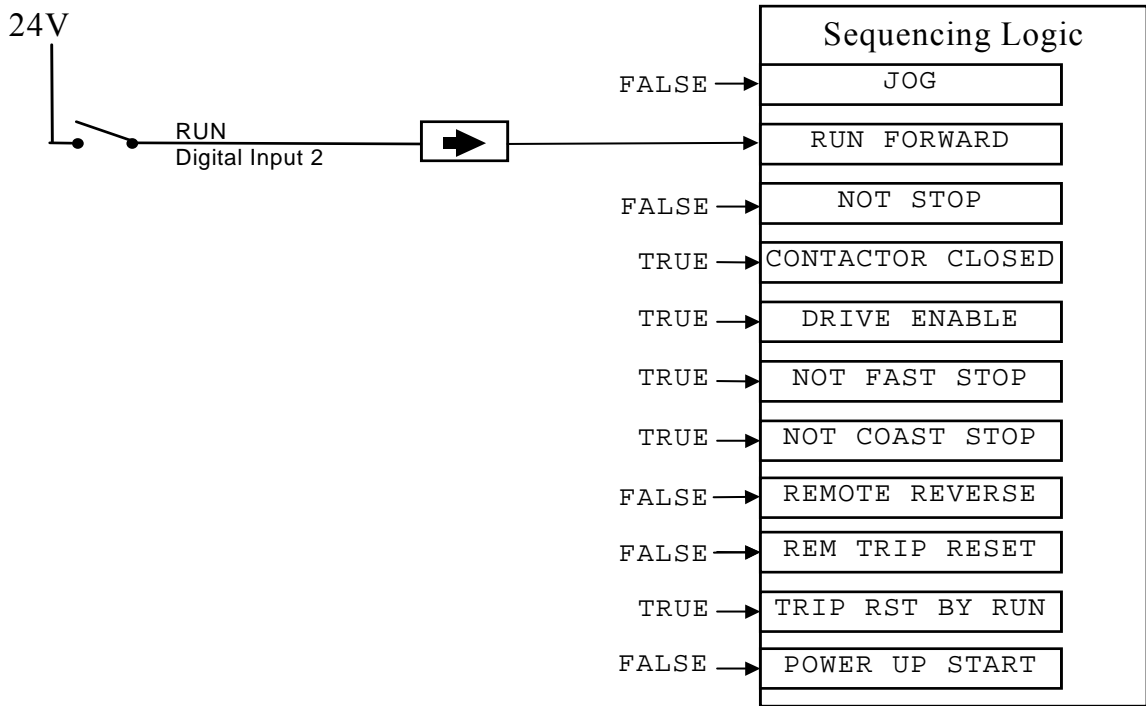 24V
Sequencing Logic
FALSE JOG
RUN
Digital Input 2
RUN FORWARD
FALSE NOT STOP
TRUE CONTACTOR CLOSED
TRUE DRIVE ENABLE
TRUE NOT FAST STOP
TRUE NOT COAST STOP
FALSE REMOTE REVERSE
FALSE REM TRIP RESET
TRUE TRIP RST BY RUN
FALSE POWER UP START